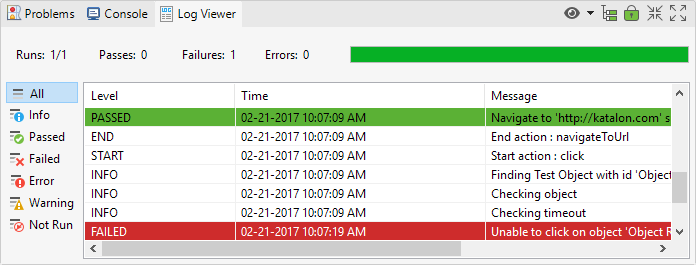 Problems Console Log Viewer
Runs: 1/1 Passes: 0 Failures: 1 Errors: 0
All
Info
Passed
Failed
Error
Warning
Not Run
Level Time Message
PASSED 02-21-2017 10:07:09 AM Navigate to 'http://katalon.com' s
END 02-21-2017 10:07:09 AM End action : navigateToUrl
START 02-21-2017 10:07:09 AM Start action : click
INFO 02-21-2017 10:07:09 AM Finding Test Object with id 'Object
INFO 02-21-2017 10:07:09 AM Checking object
INFO 02-21-2017 10:07:09 AM Checking timeout
FAILED 02-21-2017 10:07:19 AM Unable to click on object 'Object R